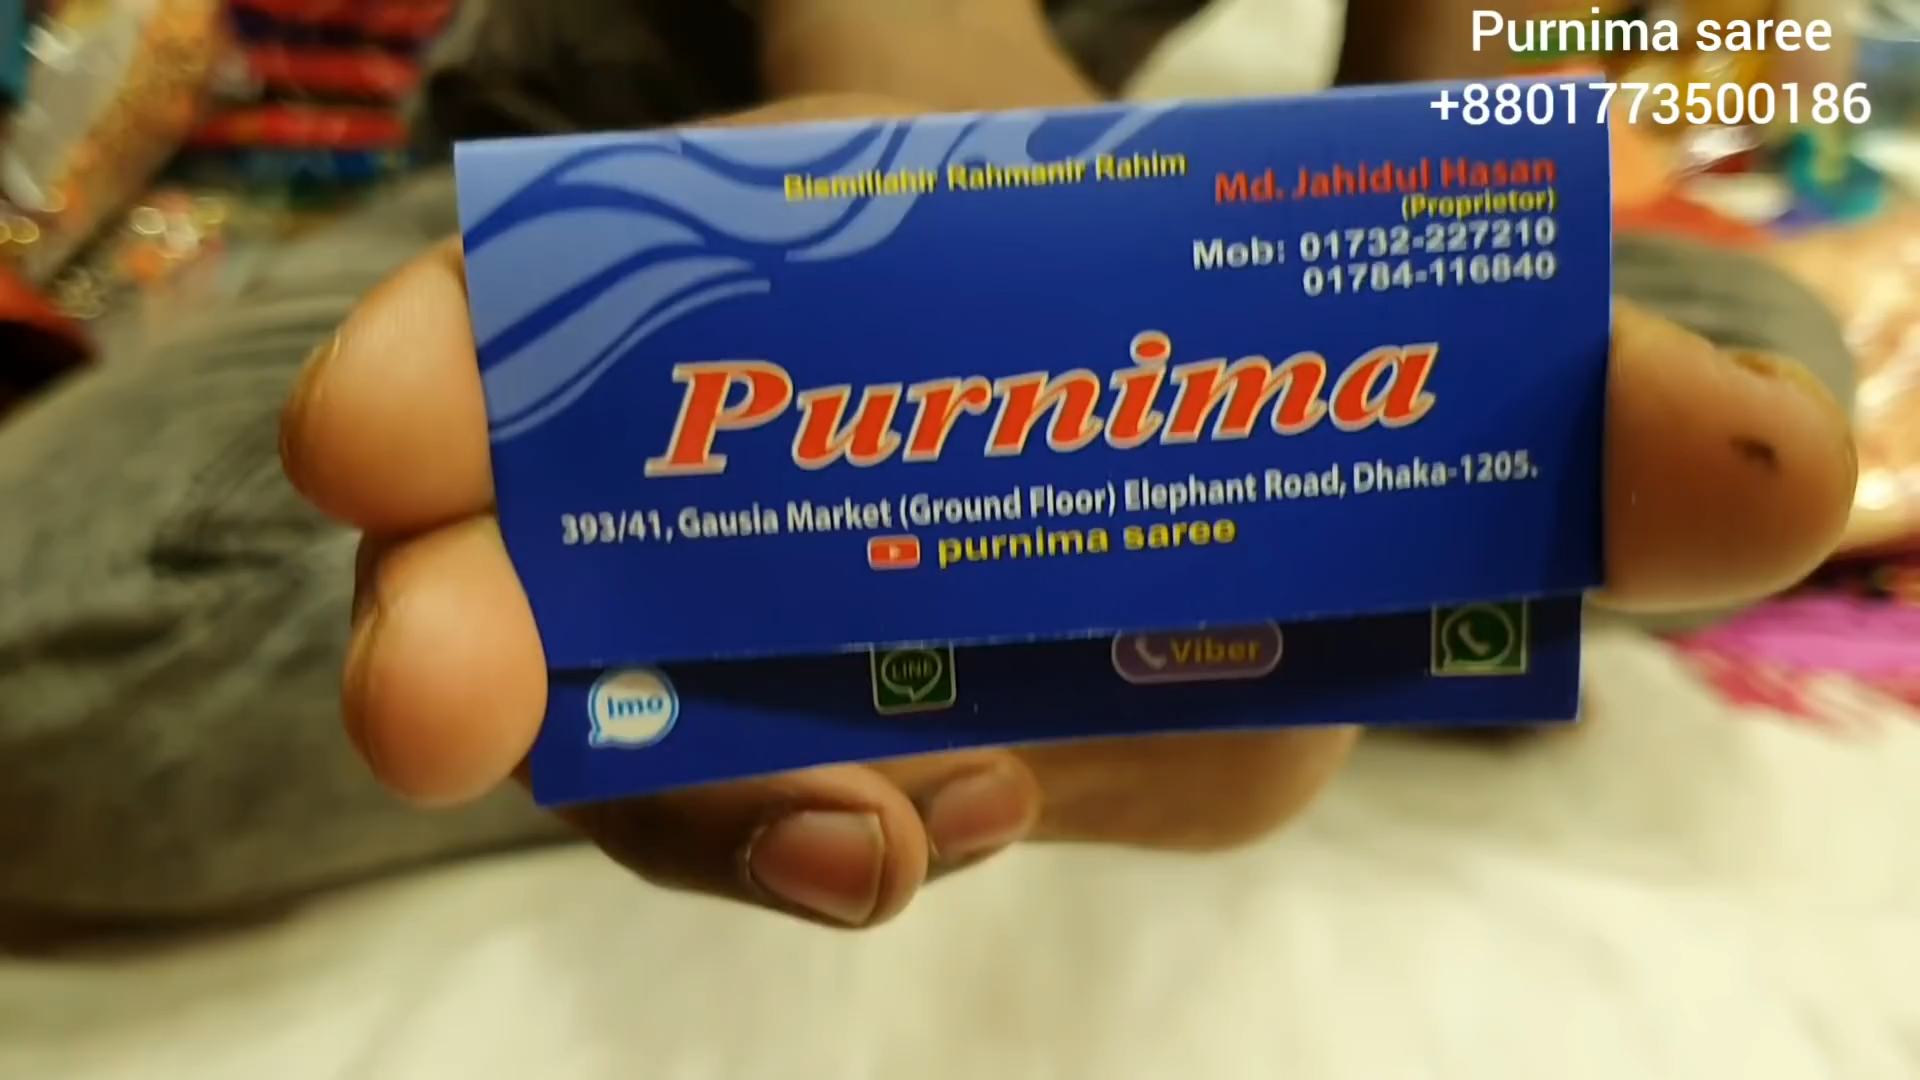 Purnima saree
+8801773500186
Bismillahir Rahmanir Rahim
Md. Jahidul Hasan
(Proprietor)
Mob: 01732-227210
01784-116840
Purnima
393/41, Gausia Market (Ground Floor) Elephant Road, Dhaka-1205.
purnima saree
imo
LINE
Viber